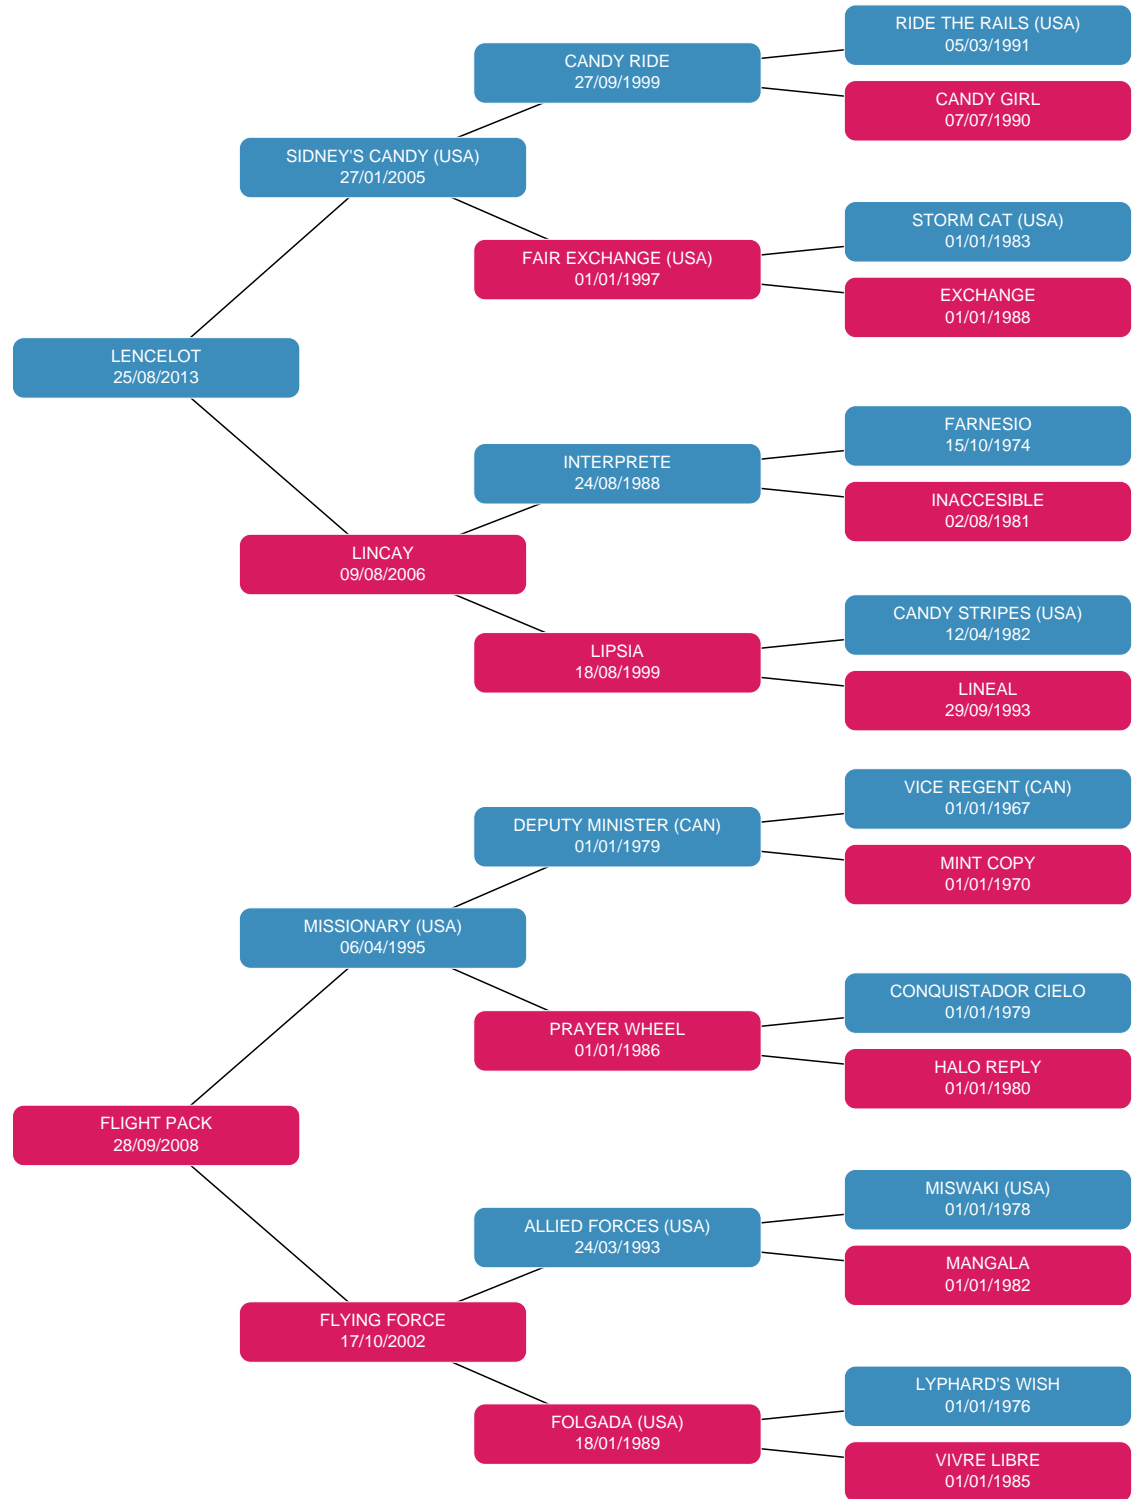 RIDE THE RAILS (USA)
05/03/1991
CANDY RIDE
27/09/1999
CANDY GIRL
07/07/1990
SIDNEY'S CANDY (USA)
27/01/2005
STORM CAT (USA)
01/01/1983
FAIR EXCHANGE (USA)
01/01/1997
EXCHANGE
01/01/1988
LENCELOT
25/08/2013
FARNESIO
15/10/1974
INTERPRETE
24/08/1988
INACCESIBLE
02/08/1981
LINCAY
09/08/2006
CANDY STRIPES (USA)
12/04/1982
LIPSIA
18/08/1999
LINEAL
29/09/1993
VICE REGENT (CAN)
01/01/1967
DEPUTY MINISTER (CAN)
01/01/1979
MINT COPY
01/01/1970
MISSIONARY (USA)
06/04/1995
CONQUISTADOR CIELO
01/01/1979
PRAYER WHEEL
01/01/1986
HALO REPLY
01/01/1980
FLIGHT PACK
28/09/2008
MISWAKI (USA)
01/01/1978
ALLIED FORCES (USA)
24/03/1993
MANGALA
01/01/1982
FLYING FORCE
17/10/2002
LYPHARD'S WISH
01/01/1976
FOLGADA (USA)
18/01/1989
VIVRE LIBRE
01/01/1985